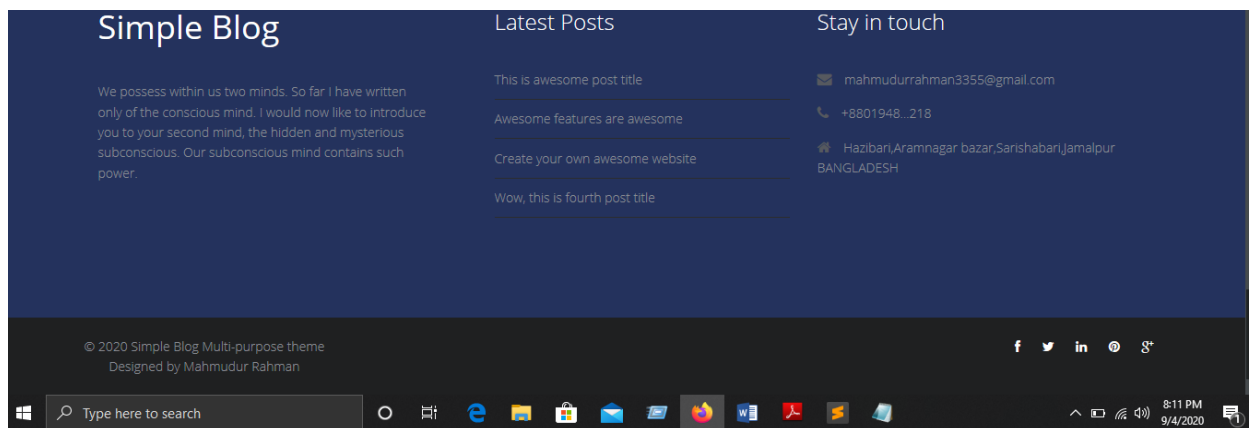 Simple Blog
We possess within us two minds. So far I have written
only of the conscious mind. I would now like to introduce
you to your second mind, the hidden and mysterious
subconscious. Our subconscious mind contains such
power.
Latest Posts
This is awesome post title
Awesome features are awesome
Create your own awesome website
Wow, this is fourth post title
Stay in touch
mahmudurrahman3355@gmail.com
+8801948...218
Hazibari,Aramnagar bazar,Sarishabari,Jamalpur
BANGLADESH
© 2020 Simple Blog Multi-purpose theme
Designed by Mahmudur Rahman
Type here to search
8:11 PM
9/4/2020
1